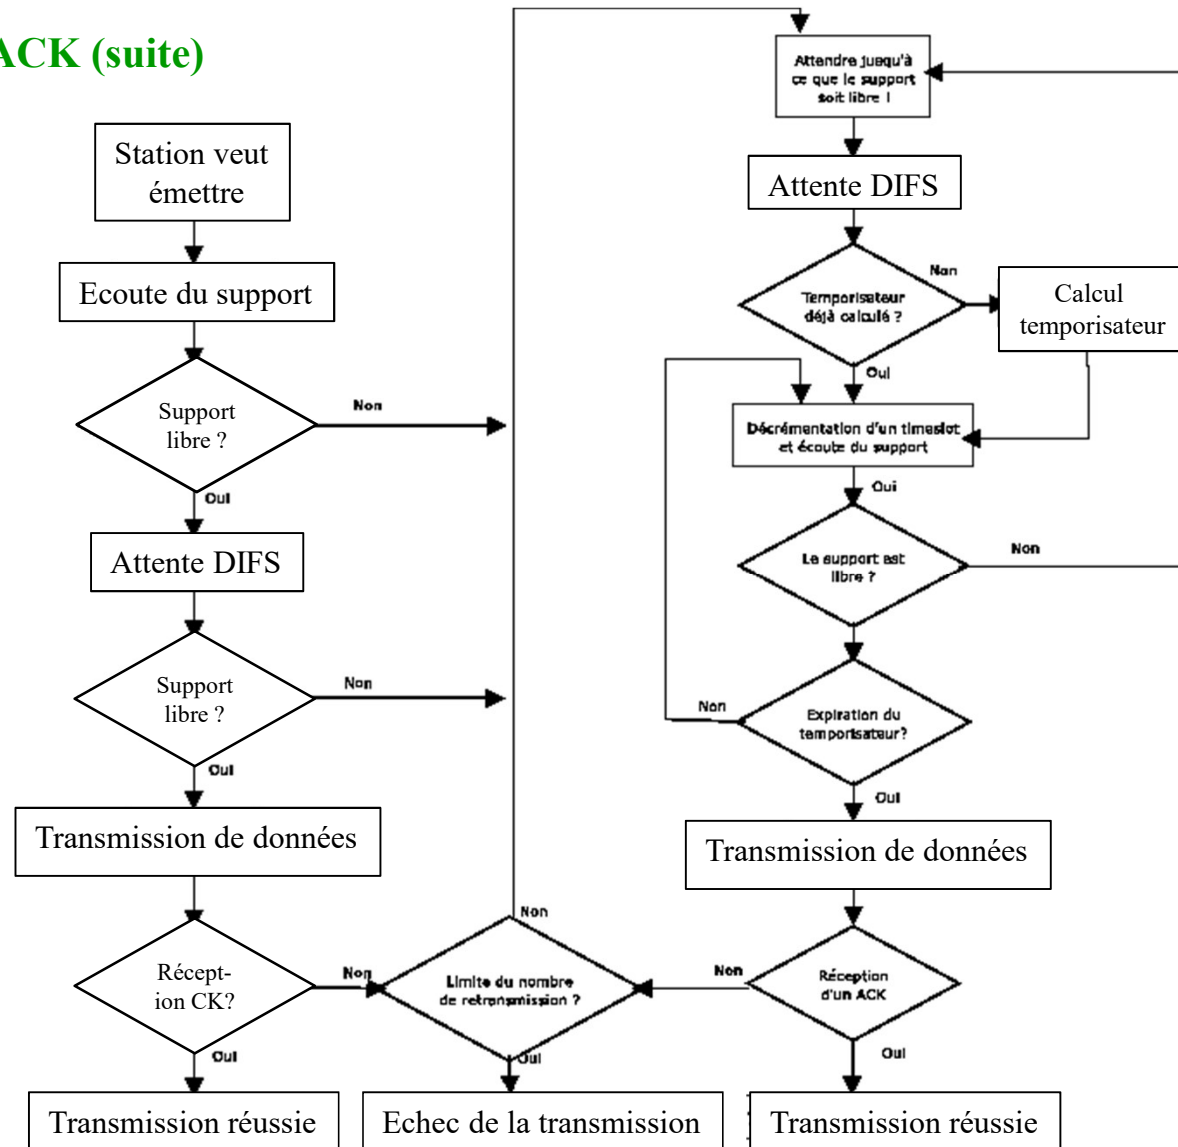 ACK (suite)
Station veut
émettre
Ecoute du support
Support
libre ?
Non
Oui
Attente DIFS
Support
libre ?
Non
Oui
Transmission de données
Récept-
ion CK?
Non
Oui
Transmission réussie
Non
Limite du nombre
de retransmission ?
Oui
Echec de la transmission
Attendre jusqu'à
ce que le support
soit libre !
Attente DIFS
Temporisateur
déjà calculé ?
Non
Calcul
temporisateur
Oui
Décrémentation d'un timeslot
et écoute du support
Oui
Le support est
libre ?
Non
Expiration du
temporisateur?
Non
Oui
Transmission de données
Réception
d'un ACK
Non
Oui
Transmission réussie